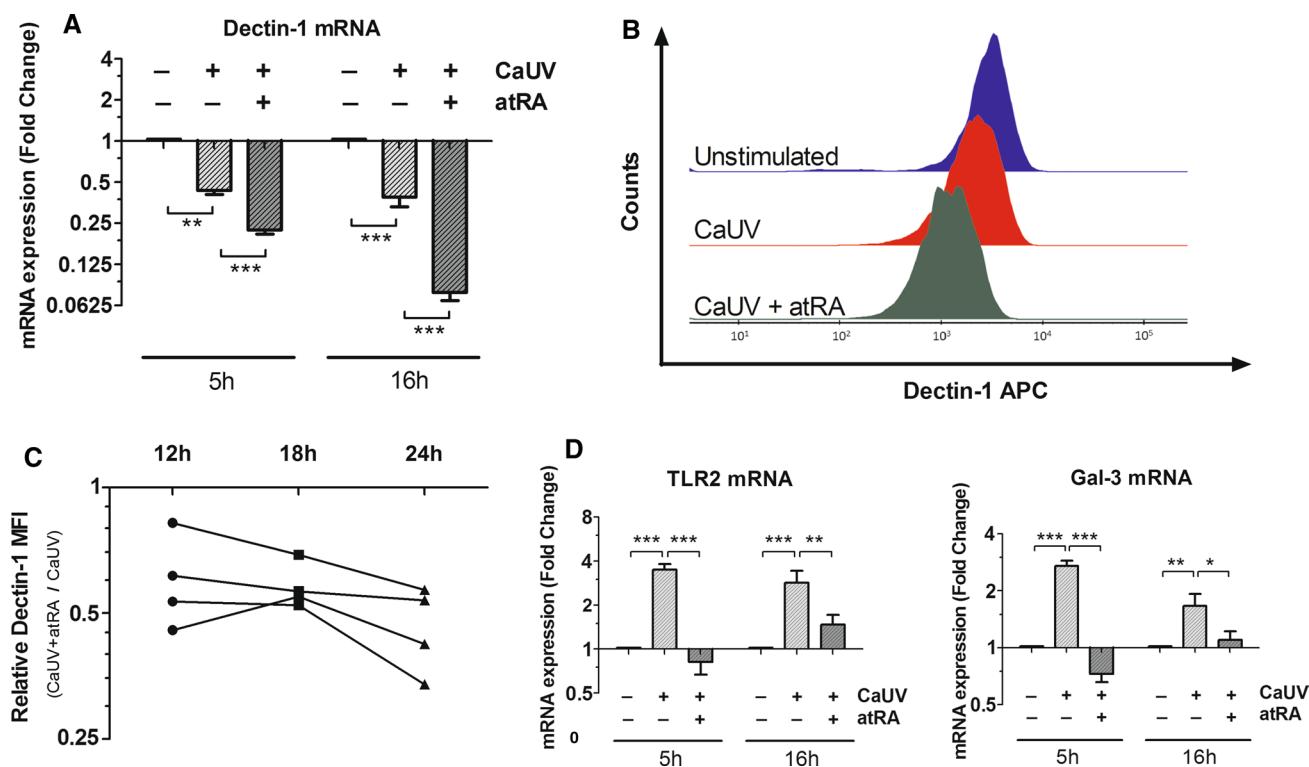 A
Dectin-1 mRNA
mRNA expression (Fold Change)
4
2
1
0.5
0.25
0.125
0.0625
– + + – + + CaUV
– – + – – + atRA
** *** *** ***
5h 16h
B
Counts
Unstimulated
CaUV
CaUV + atRA
10¹ 10² 10³ 10⁴ 10⁵
Dectin-1 APC
C
12h 18h 24h
Relative Dectin-1 MFI
(CaUV+atRA / CaUV)
1
0.5
0.25
D
TLR2 mRNA
mRNA expression (Fold Change)
8
4
2
1
0.5
0
*** *** *** **
– + + – + + CaUV
– – + – – + atRA
5h 16h
Gal-3 mRNA
mRNA expression (Fold Change)
4
2
1
0.5
*** *** ** *
– + + – + + CaUV
– – + – – + atRA
5h 16h